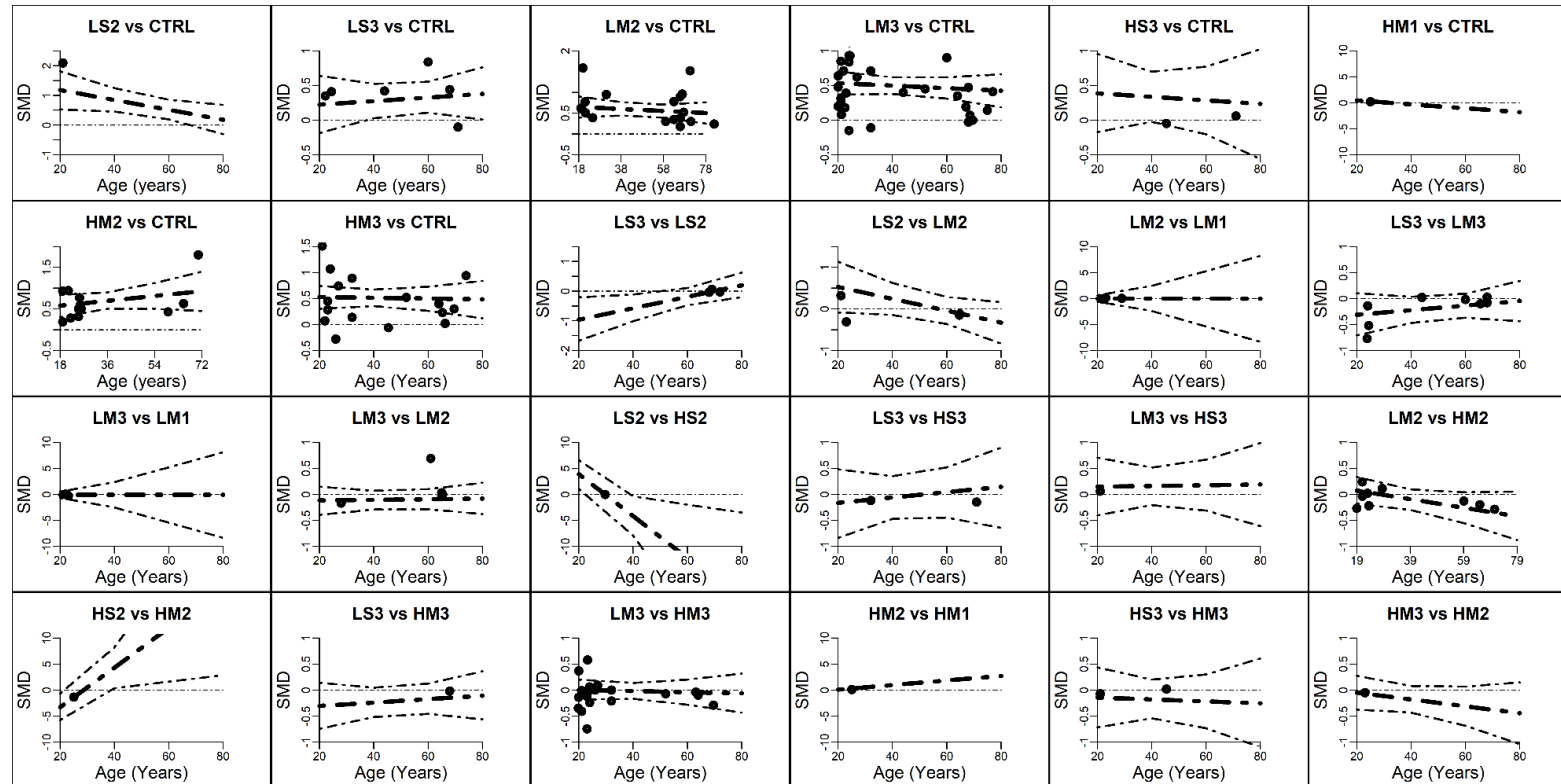 LS2 vs CTRL
SMD
2
1
0
-1
20 40 60 80
Age (years)
LS3 vs CTRL
SMD
1
0.5
0
-0.5
20 40 60 80
Age (years)
LM2 vs CTRL
SMD
2
0.5
-0.5
18 38 58 78
Age (years)
LM3 vs CTRL
SMD
1
0.5
0
0.5
20 40 60 80
Age (years)
HS3 vs CTRL
SMD
1
0.5
0
-0.5
20 40 60 80
Age (years)
HM1 vs CTRL
SMD
10
5
0
-5
-10
20 40 60 80
Age (Years)
HM2 vs CTRL
SMD
1.5
0.5
-0.5
18 36 54 72
Age (Years)
HM3 vs CTRL
SMD
1.5
1
0.5
0
-0.5
20 40 60 80
Age (Years)
LS3 vs LS2
SMD
1
0
-1
-2
20 40 60 80
Age (Years)
LS2 vs LM2
SMD
1
0
-1
20 40 60 80
Age (Years)
LM2 vs LM1
SMD
10
5
0
-5
-10
20 40 60 80
Age (Years)
LS3 vs LM3
SMD
1
0.5
0
-0.5
-1
20 40 60 80
Age (Years)
LM3 vs LM1
SMD
10
5
0
-5
-10
20 40 60 80
Age (Years)
LM3 vs LM2
SMD
1
0.5
0
-0.5
-1
20 40 60 80
Age (Years)
LS2 vs HS2
SMD
10
5
0
-5
-10
20 40 60 80
Age (Years)
LS3 vs HS3
SMD
1
0.5
0
-0.5
-1
20 40 60 80
Age (Years)
LM3 vs HS3
SMD
1
0.5
0
-0.5
-1
20 40 60 80
Age (Years)
LM2 vs HM2
SMD
1
0.5
0
-0.5
-1
19 39 59 79
Age (Years)
HS2 vs HM2
SMD
10
5
0
-5
-10
20 40 60 80
Age (Years)
LS3 vs HM3
SMD
1
0.5
0
-0.5
-1
20 40 60 80
Age (Years)
LM3 vs HM3
SMD
1
0.5
0
-0.5
-1
20 40 60 80
Age (Years)
HM2 vs HM1
SMD
10
5
0
-5
-10
20 40 60 80
Age (Years)
HS3 vs HM3
SMD
1
0.5
0
-0.5
-1
20 40 60 80
Age (Years)
HM3 vs HM2
SMD
1
0.5
0
-0.5
-1
20 40 60 80
Age (Years)